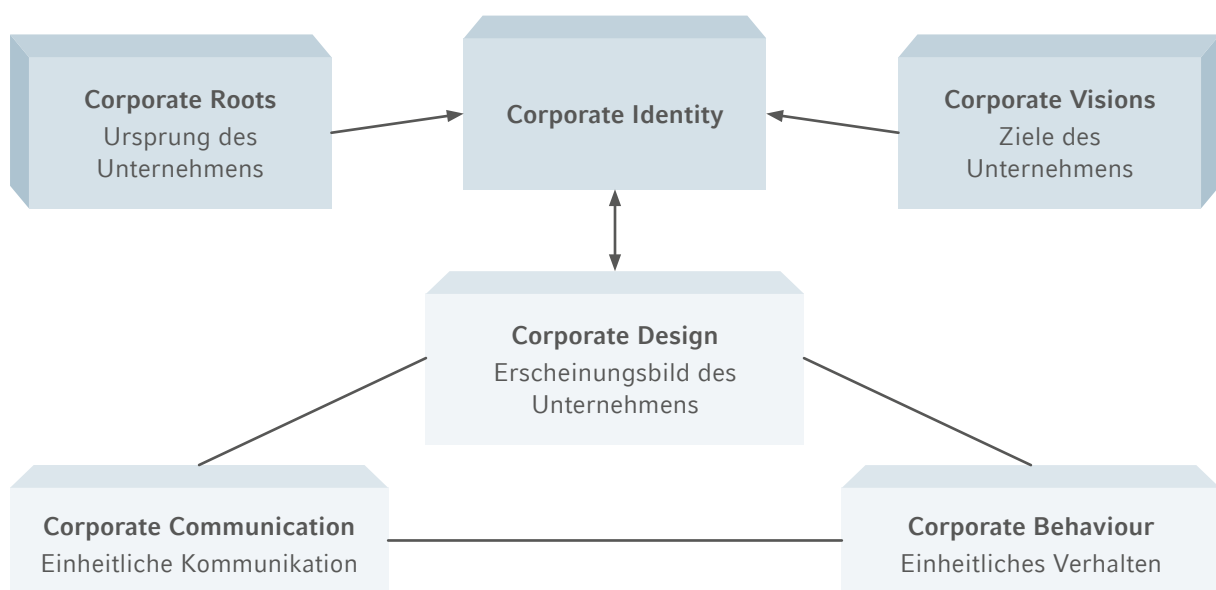 Corporate Roots
Ursprung des
Unternehmens
Corporate Identity
Corporate Visions
Ziele des
Unternehmens
Corporate Design
Erscheinungsbild des
Unternehmens
Corporate Communication
Einheitliche Kommunikation
Corporate Behaviour
Einheitliches Verhalten